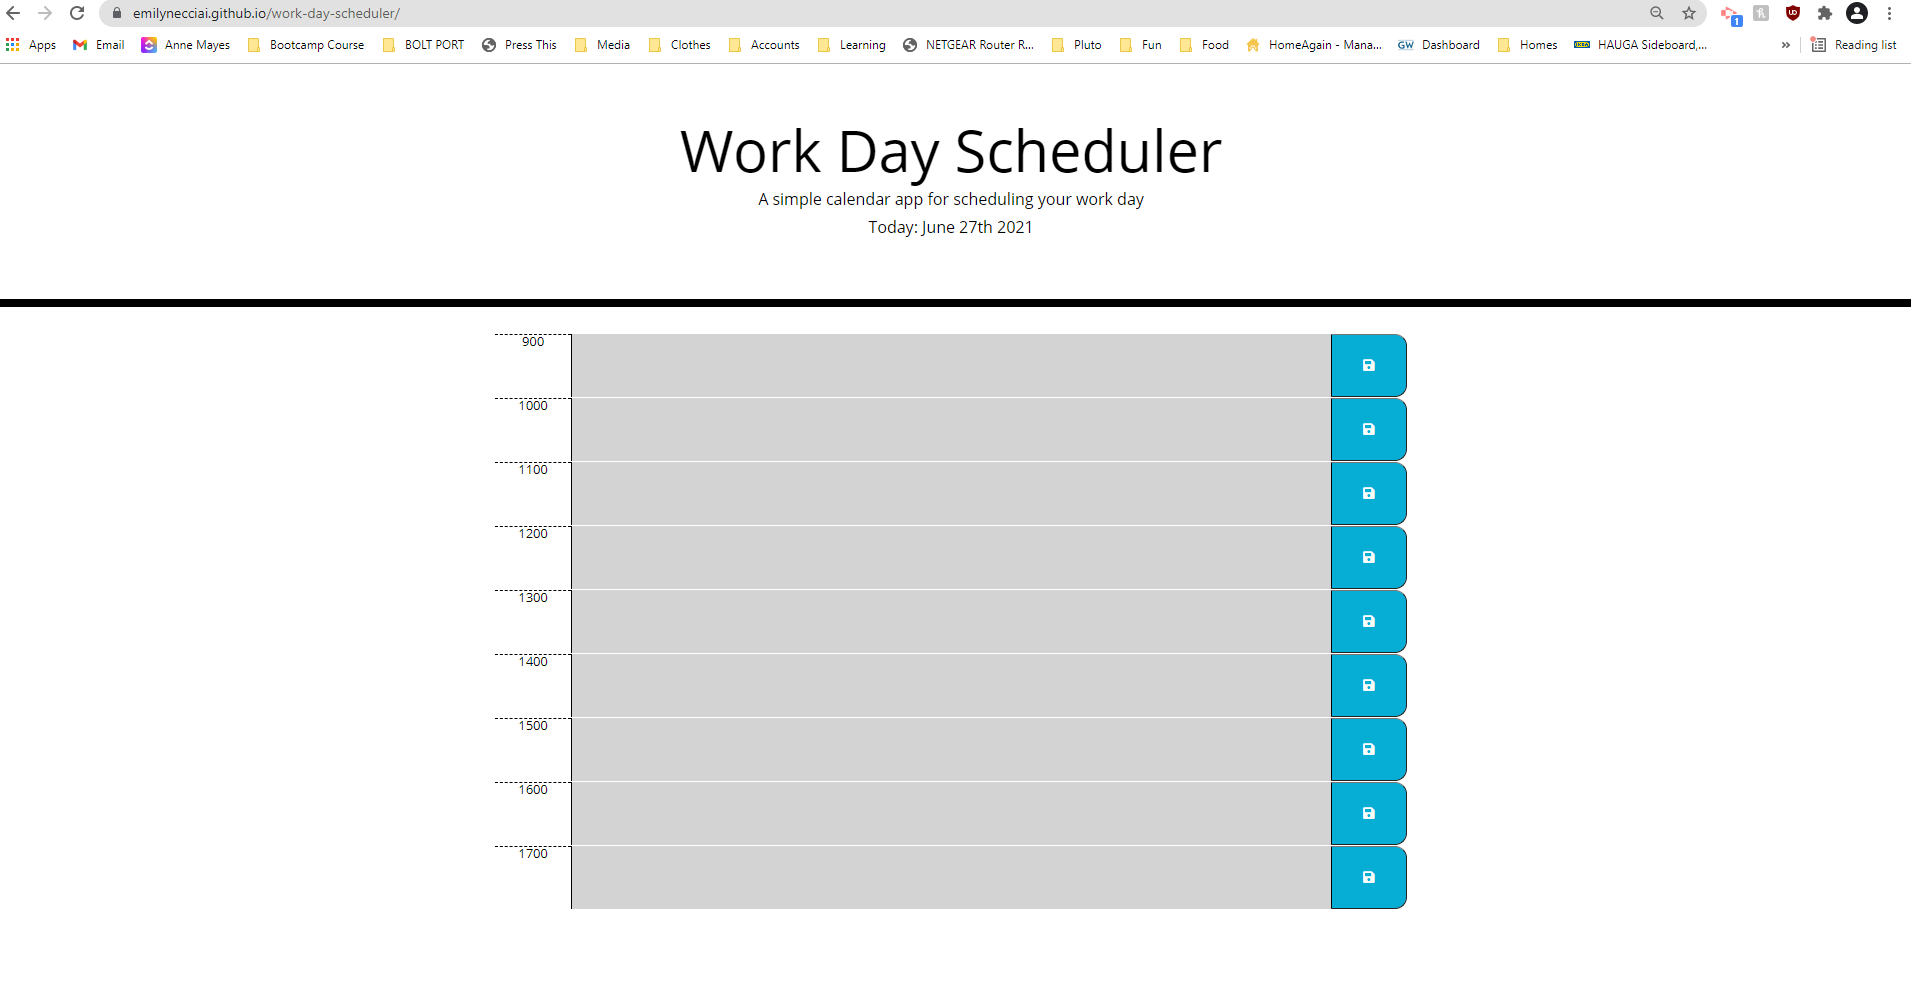 emilynecciai.github.io/work-day-scheduler/
1
Apps Email Anne Mayes Bootcamp Course BOLT PORT Press This Media Clothes Accounts Learning NETGEAR Router R... Pluto Fun Food HomeAgain - Mana... GW Dashboard Homes IKEA HAUGA Sideboard,... » Reading list
Work Day Scheduler
A simple calendar app for scheduling your work day
Today: June 27th 2021
900
1000
1100
1200
1300
1400
1500
1600
1700